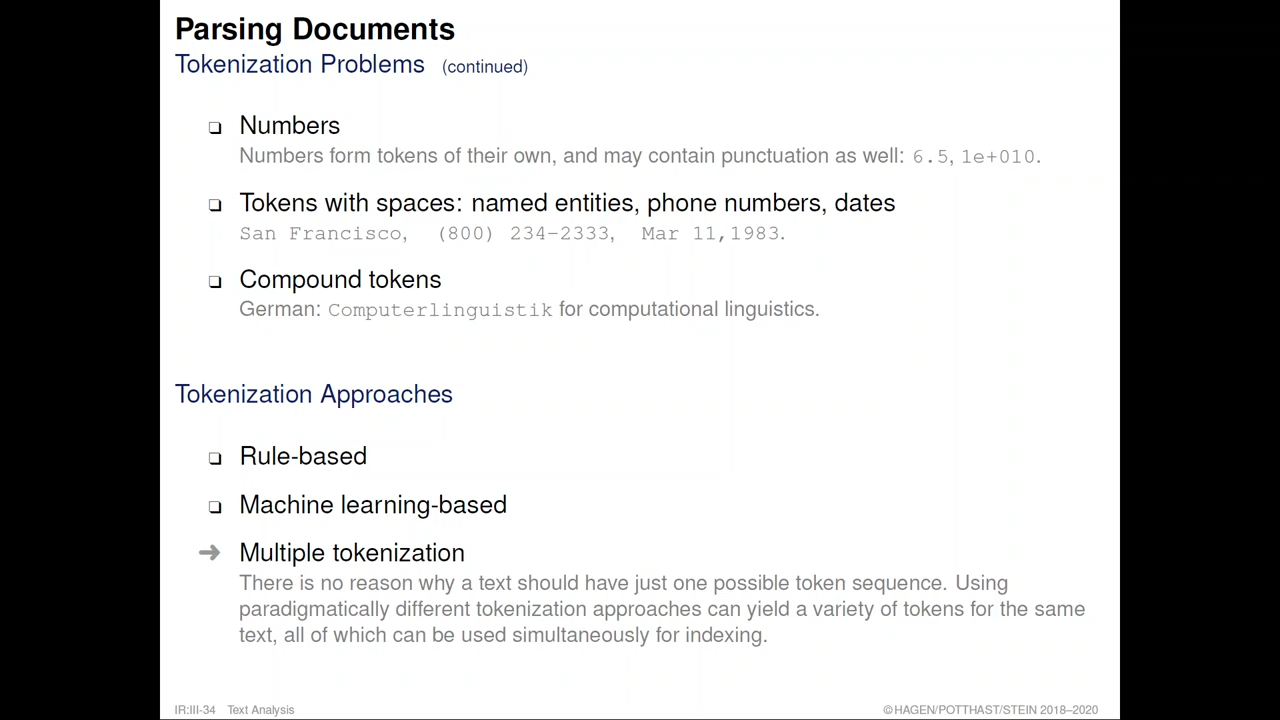 Parsing Documents
Tokenization Problems (continued)
❏ Numbers
Numbers form tokens of their own, and may contain punctuation as well: 6.5, 1e+010.
❏ Tokens with spaces: named entities, phone numbers, dates
San Francisco, (800) 234-2333, Mar 11,1983.
❏ Compound tokens
German: Computerlinguistik for computational linguistics.
Tokenization Approaches
❏ Rule-based
❏ Machine learning-based
➜ Multiple tokenization
There is no reason why a text should have just one possible token sequence. Using
paradigmatically different tokenization approaches can yield a variety of tokens for the same
text, all of which can be used simultaneously for indexing.
IR:III-34 Text Analysis ©HAGEN/POTTHAST/STEIN 2018–2020